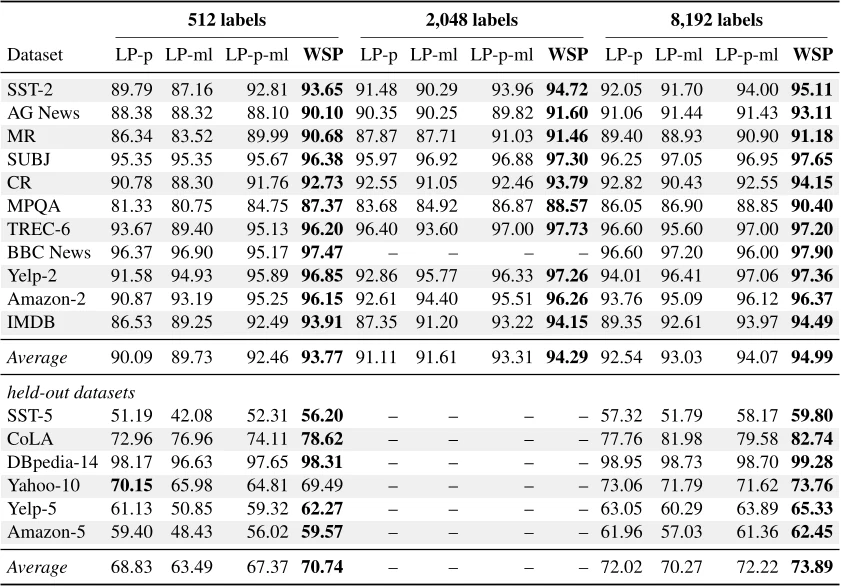 512 labels 2,048 labels 8,192 labels
Dataset LP-p LP-ml LP-p-ml WSP LP-p LP-ml LP-p-ml WSP LP-p LP-ml LP-p-ml WSP
SST-2 89.79 87.16 92.81 93.65 91.48 90.29 93.96 94.72 92.05 91.70 94.00 95.11
AG News 88.38 88.32 88.10 90.10 90.35 90.25 89.82 91.60 91.06 91.44 91.43 93.11
MR 86.34 83.52 89.99 90.68 87.87 87.71 91.03 91.46 89.40 88.93 90.90 91.18
SUBJ 95.35 95.35 95.67 96.38 95.97 96.92 96.88 97.30 96.25 97.05 96.95 97.65
CR 90.78 88.30 91.76 92.73 92.55 91.05 92.46 93.79 92.82 90.43 92.55 94.15
MPQA 81.33 80.75 84.75 87.37 83.68 84.92 86.87 88.57 86.05 86.90 88.85 90.40
TREC-6 93.67 89.40 95.13 96.20 96.40 93.60 97.00 97.73 96.60 95.60 97.00 97.20
BBC News 96.37 96.90 95.17 97.47 – – – – 96.60 97.20 96.00 97.90
Yelp-2 91.58 94.93 95.89 96.85 92.86 95.77 96.33 97.26 94.01 96.41 97.06 97.36
Amazon-2 90.87 93.19 95.25 96.15 92.61 94.40 95.51 96.26 93.76 95.09 96.12 96.37
IMDB 86.53 89.25 92.49 93.91 87.35 91.20 93.22 94.15 89.35 92.61 93.97 94.49
Average 90.09 89.73 92.46 93.77 91.11 91.61 93.31 94.29 92.54 93.03 94.07 94.99
held-out datasets
SST-5 51.19 42.08 52.31 56.20 – – – – 57.32 51.79 58.17 59.80
CoLA 72.96 76.96 74.11 78.62 – – – – 77.76 81.98 79.58 82.74
DBpedia-14 98.17 96.63 97.65 98.31 – – – – 98.95 98.73 98.70 99.28
Yahoo-10 70.15 65.98 64.81 69.49 – – – – 73.06 71.79 71.62 73.76
Yelp-5 61.13 50.85 59.32 62.27 – – – – 63.05 60.29 63.89 65.33
Amazon-5 59.40 48.43 56.02 59.57 – – – – 61.96 57.03 61.36 62.45
Average 68.83 63.49 67.37 70.74 – – – – 72.02 70.27 72.22 73.89